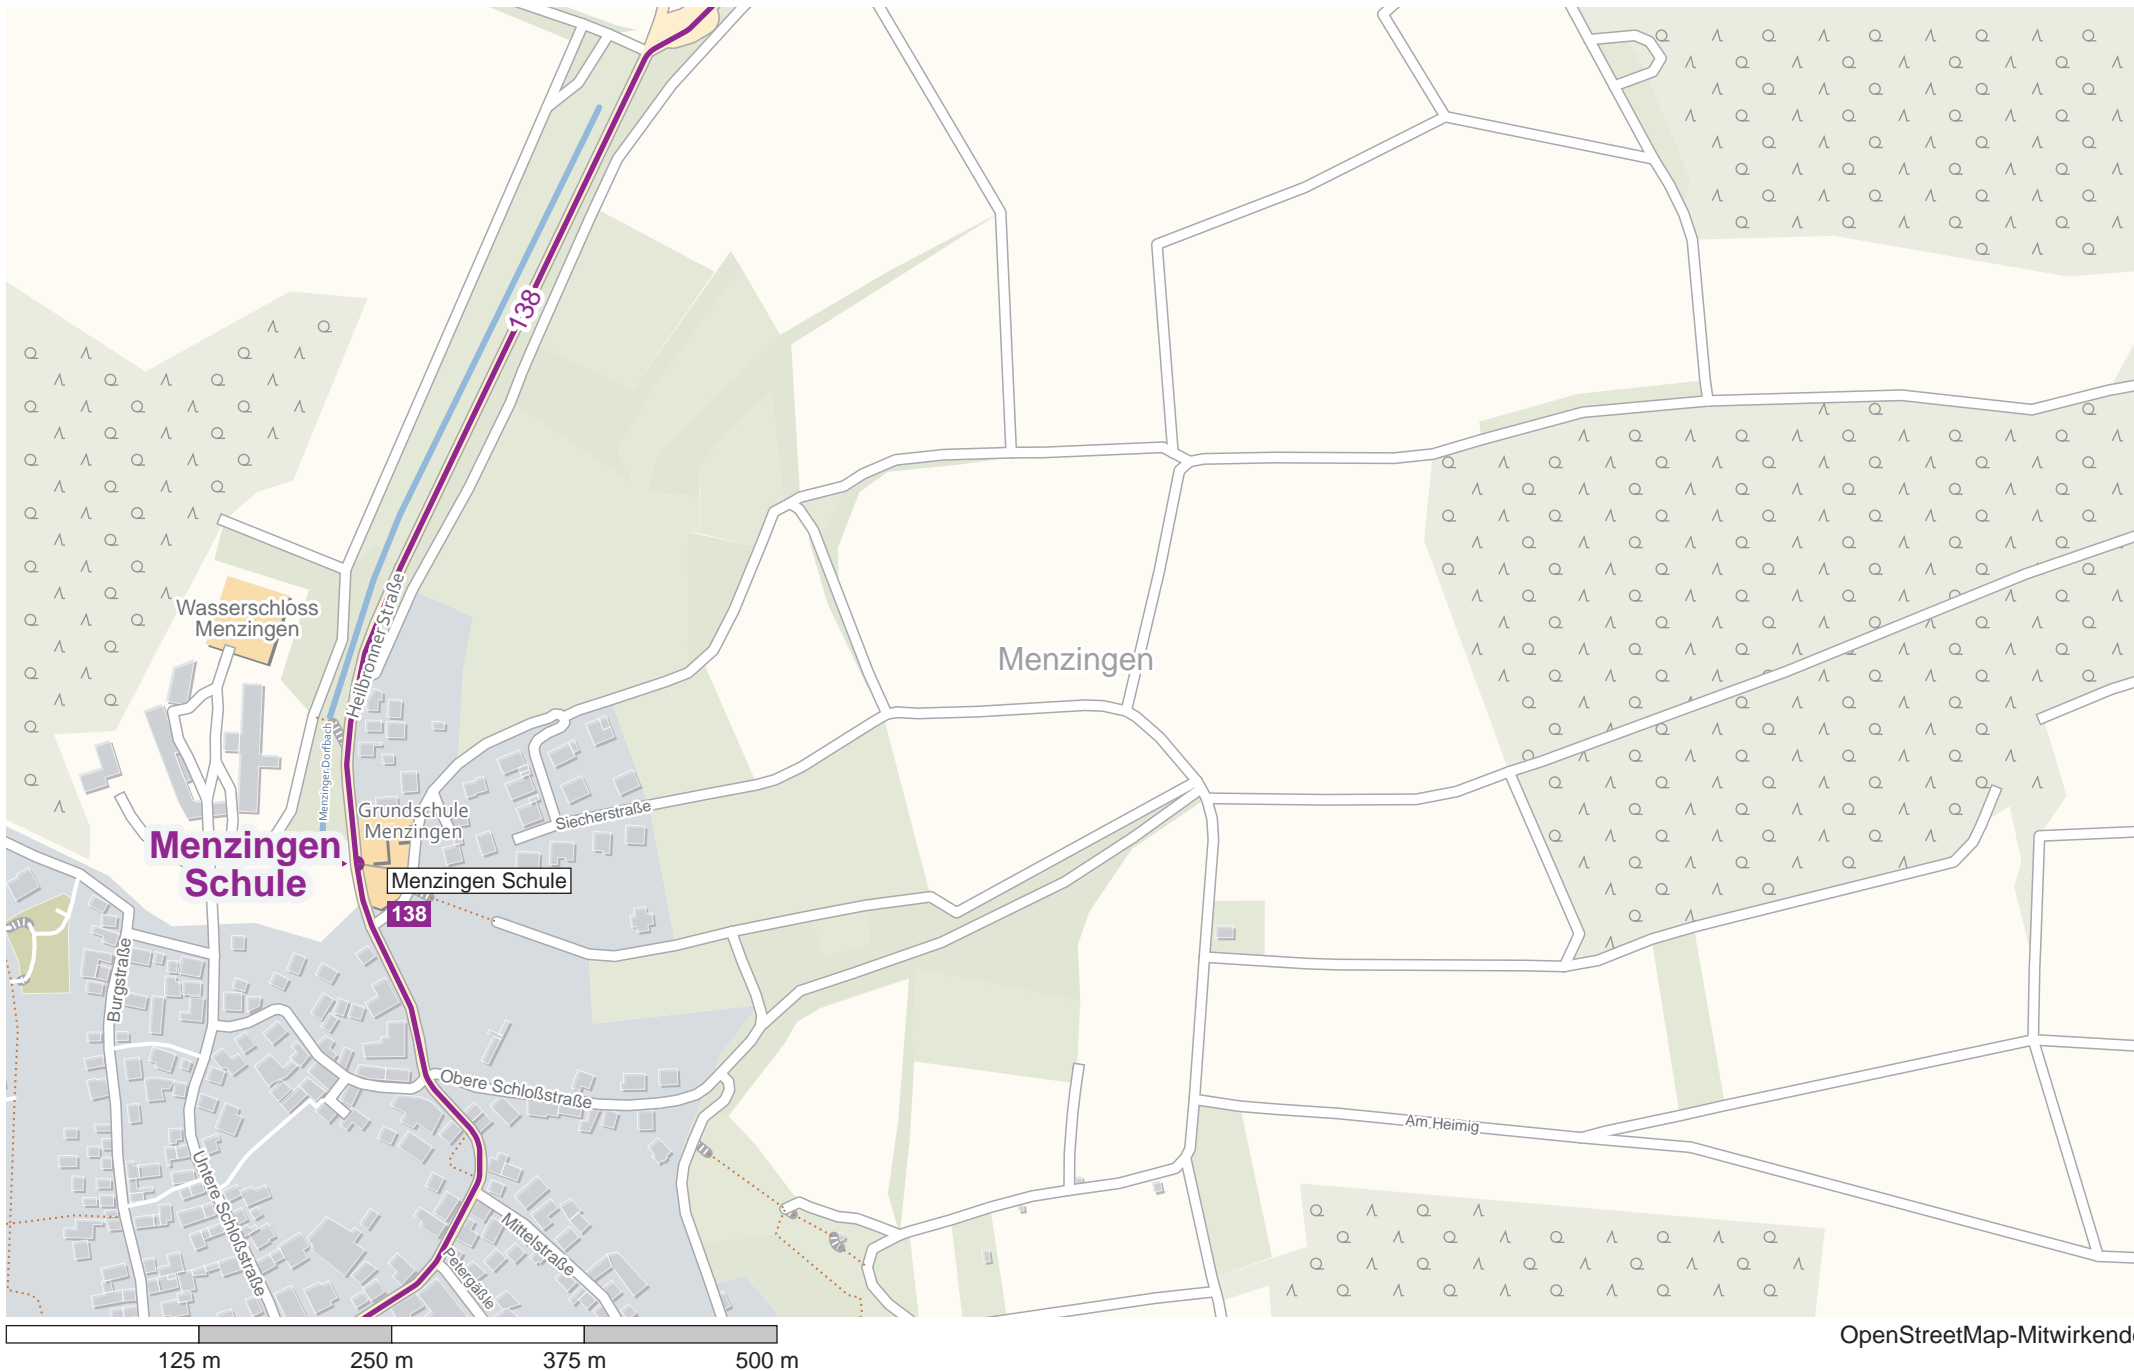 138
Heilbronner Straße
Wasserschloss
Menzingen
Menzingen
Menzinger Dorfbach
Grundschule
Menzingen
Siecherstraße
Menzingen
Schule
Menzingen Schule
138
Burgstraße
Obere Schloßstraße
Am Heimig
Untere Schloßstraße
Mittelstraße
Petergäßle
125 m
250 m
375 m
500 m
OpenStreetMap-Mitwirkende